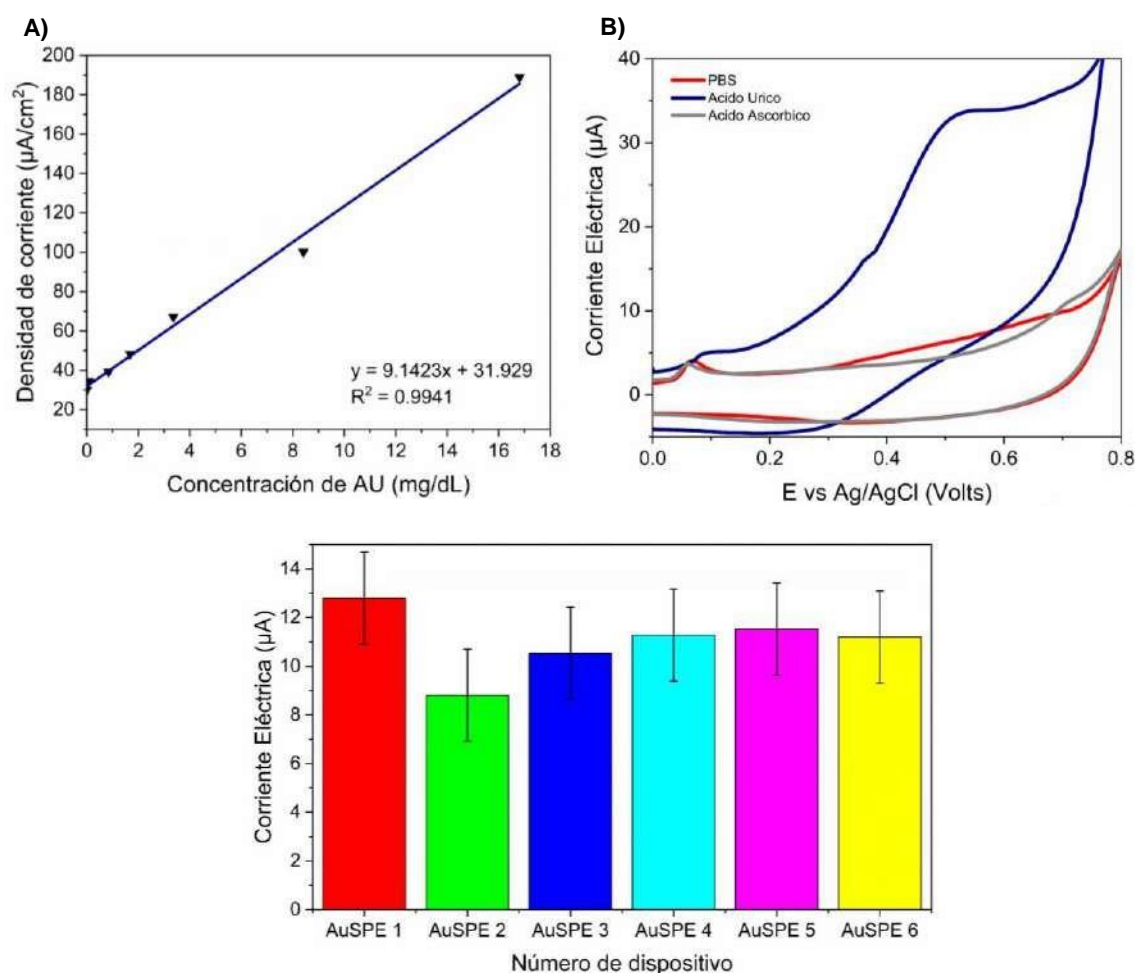 A)
200
180
160
140
120
100
80
60
40
20
Densidad de corriente (µA/cm²)
y = 9.1423x + 31.929
R² = 0.9941
0 2 4 6 8 10 12 14 16 18
Concentración de AU (mg/dL)
B)
40
30
20
10
0
Corriente Eléctrica (µA)
PBS
Acido Urico
Acido Ascorbico
0.0 0.2 0.4 0.6 0.8
E vs Ag/AgCl (Volts)
14
12
10
8
6
4
2
0
Corriente Eléctrica (µA)
AuSPE 1 AuSPE 2 AuSPE 3 AuSPE 4 AuSPE 5 AuSPE 6
Número de dispositivo